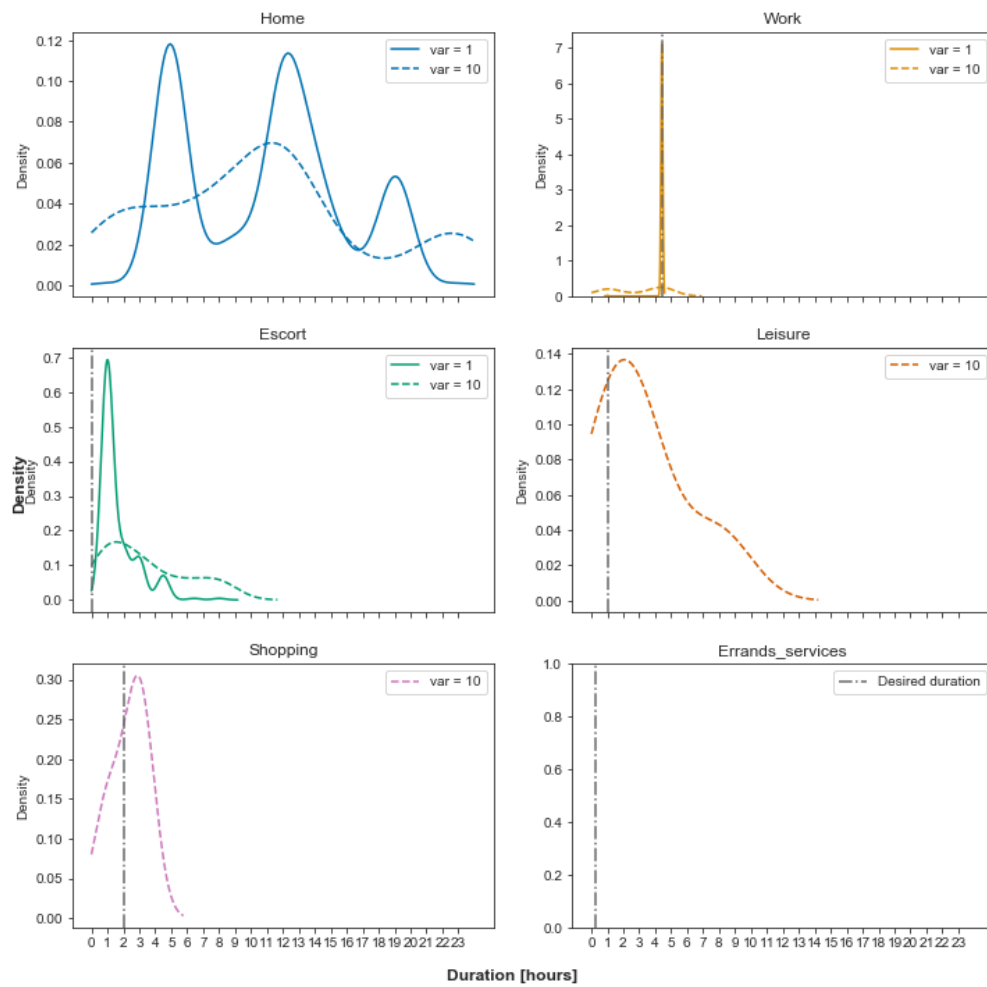 Home
Work
0.12
0.10
0.08
0.06
0.04
0.02
0.00
Density
var = 1
var = 10
7
6
5
4
3
2
1
0
Density
var = 1
var = 10
Escort
Leisure
0.7
0.6
0.5
0.4
0.3
0.2
0.1
0.0
Density
Density
var = 1
var = 10
0.14
0.12
0.10
0.08
0.06
0.04
0.02
0.00
Density
var = 10
Shopping
Errands_services
0.30
0.25
0.20
0.15
0.10
0.05
0.00
Density
var = 10
0 1 2 3 4 5 6 7 8 9 10 11 12 13 14 15 16 17 18 19 20 21 22 23
1.0
0.8
0.6
0.4
0.2
0.0
Desired duration
0 1 2 3 4 5 6 7 8 9 10 11 12 13 14 15 16 17 18 19 20 21 22 23
Duration [hours]